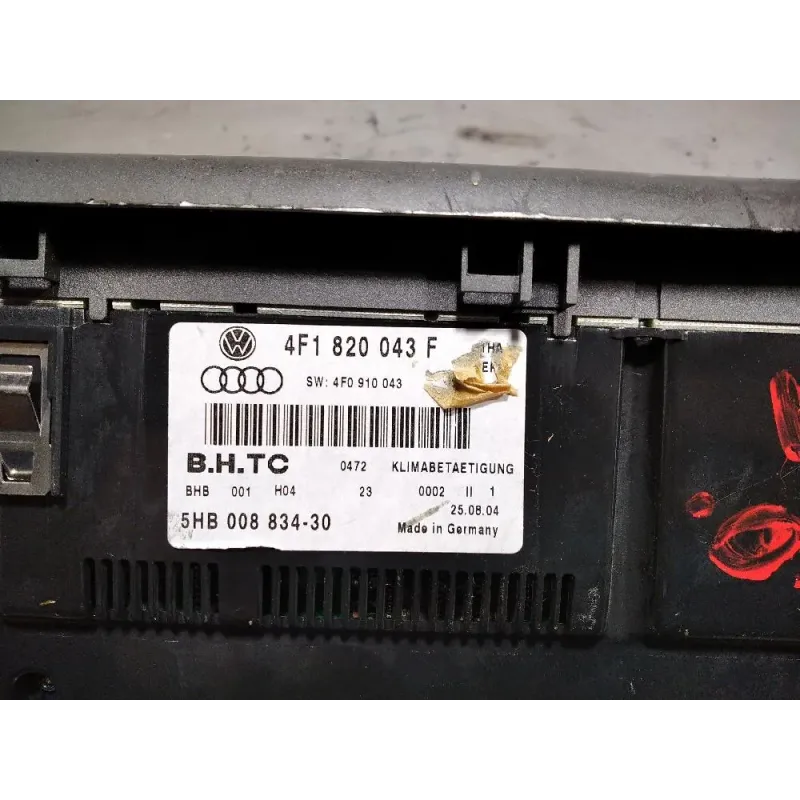 4F1 820 043 F
SW: 4F0 910 043
B.H.TC 0472 KLIMABETAETIGUNG
BHB 001 H04 23 0002 II 1
25.08.04
5HB 008 834-30 Made in Germany